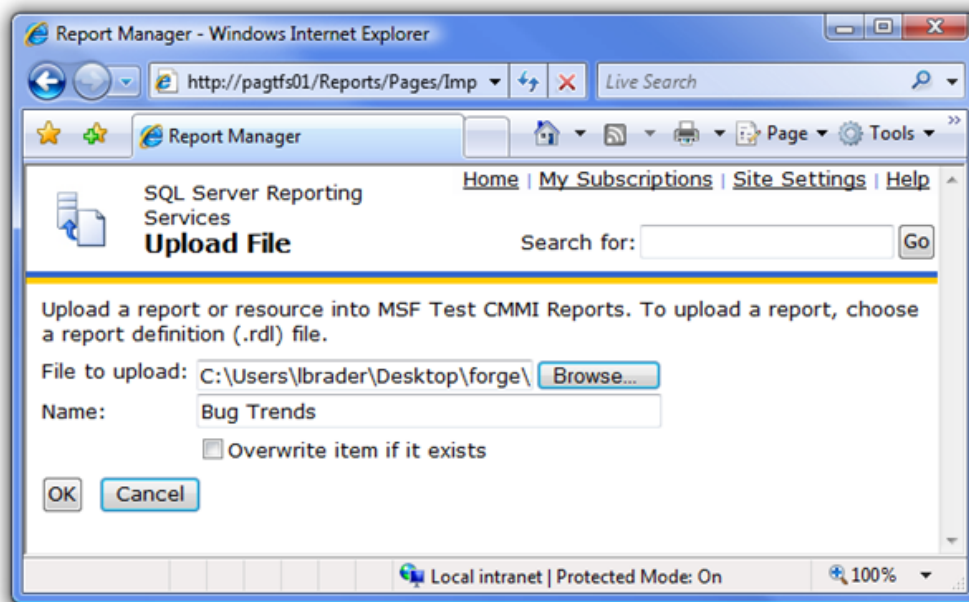 Report Manager - Windows Internet Explorer
http://pagtfs01/Reports/Pages/Imp
Live Search
Report Manager
Page
Tools
»
SQL Server Reporting
Services
Upload File
Home | My Subscriptions | Site Settings | Help
Search for:
Go
Upload a report or resource into MSF Test CMMI Reports. To upload a report, choose
a report definition (.rdl) file.
File to upload: C:\Users\lbrader\Desktop\forge\ Browse...
Name: Bug Trends
Overwrite item if it exists
OK Cancel
Local intranet | Protected Mode: On 100%